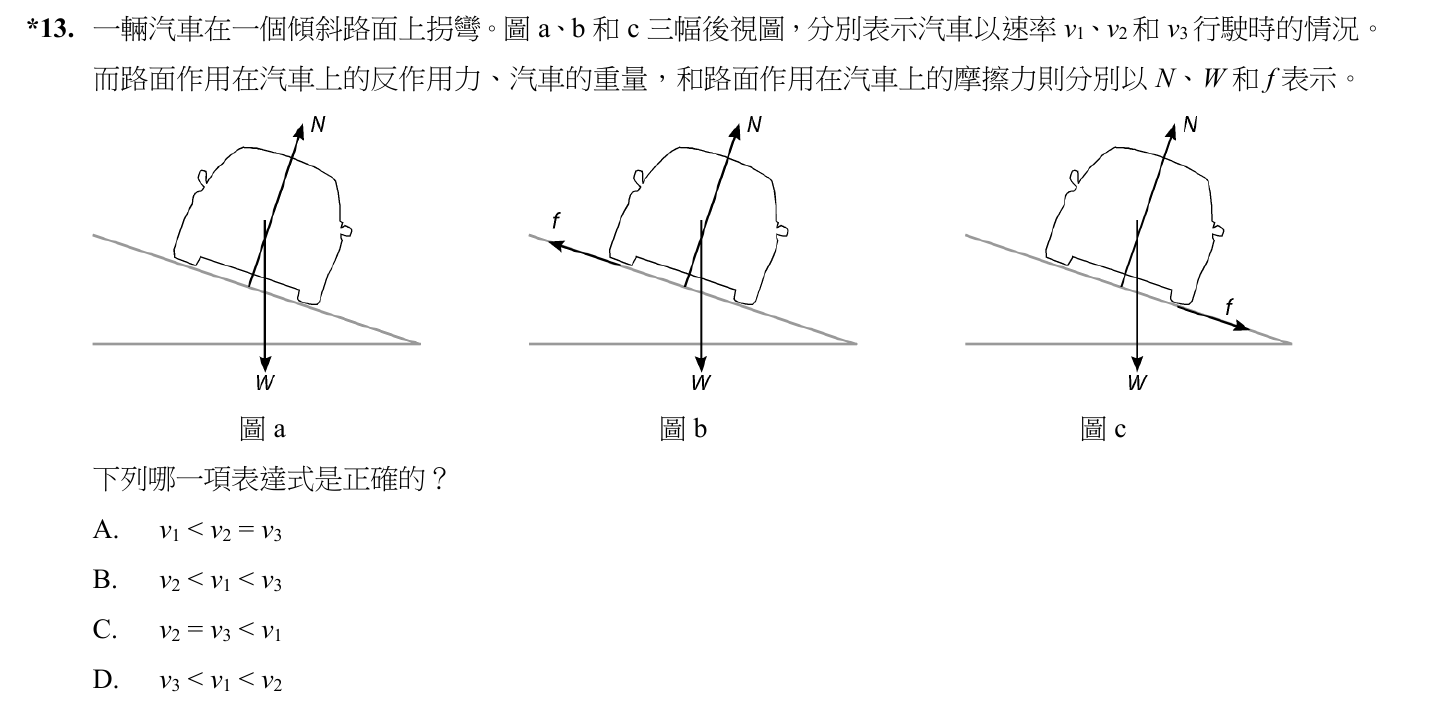 *13. 一輛汽車在一個傾斜路面上拐彎。圖 a、b 和 c 三幅後視圖，分別表示汽車以速率 v₁、v₂ 和 v₃ 行駛時的情況。
而路面作用在汽車上的反作用力、汽車的重量，和路面作用在汽車上的摩擦力則分別以 N、W 和 f 表示。
N
W
圖 a
N
f
W
圖 b
N
f
W
圖 c
下列哪一項表達式是正確的？
A. v₁ < v₂ = v₃
B. v₂ < v₁ < v₃
C. v₂ = v₃ < v₁
D. v₃ < v₁ < v₂